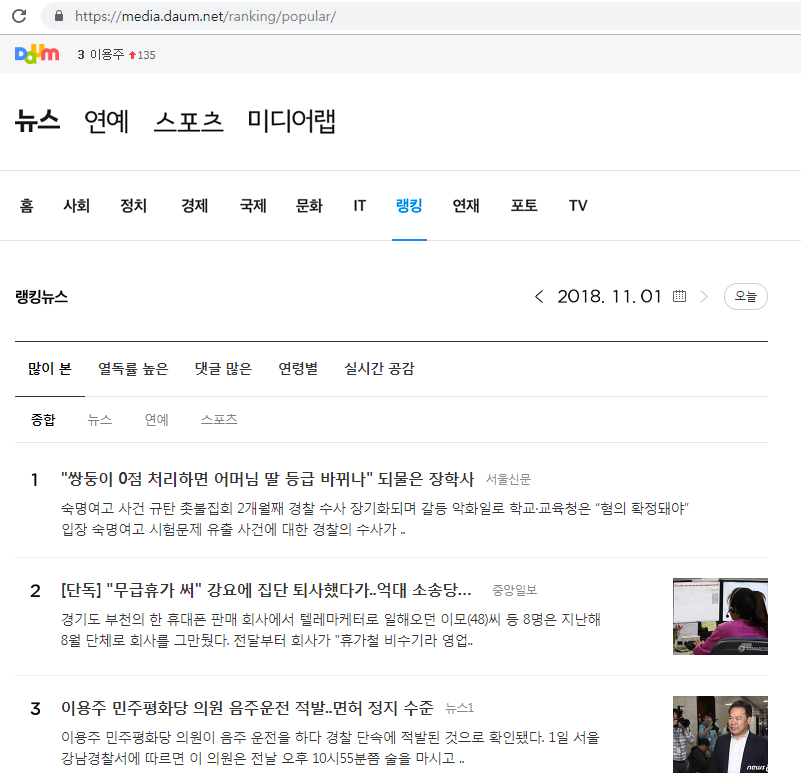 https://media.daum.net/ranking/popular/
Daum 3 이용주 135
뉴스 연예 스포츠 미디어랩
홈 사회 정치 경제 국제 문화 IT 랭킹 연재 포토 TV
랭킹뉴스 < 2018. 11. 01 > 오늘
많이 본 열독률 높은 댓글 많은 연령별 실시간 공감
종합 뉴스 연예 스포츠
1 "쌍둥이 0점 처리하면 어머님 딸 등급 바뀌나" 되물은 장학사 서울신문
숙명여고 사건 규탄 촛불집회 2개월째 경찰 수사 장기화되며 갈등 악화일로 학교·교육청은 “혐의 확정돼야”
입장 숙명여고 시험문제 유출 사건에 대한 경찰의 수사가 ..
2 [단독] "무급휴가 써" 강요에 집단 퇴사했다가..억대 소송당... 중앙일보
경기도 부천의 한 휴대폰 판매 회사에서 텔레마케터로 일해오던 이모(48)씨 등 8명은 지난해
8월 단체로 회사를 그만뒀다. 전달부터 회사가 "휴가철 비수기라 영업..
3 이용주 민주평화당 의원 음주운전 적발..면허 정지 수준 뉴스1
이용주 민주평화당 의원이 음주 운전을 하다 경찰 단속에 적발된 것으로 확인됐다. 1일 서울
강남경찰서에 따르면 이 의원은 전날 오후 10시55분쯤 술을 마시고 ..
news